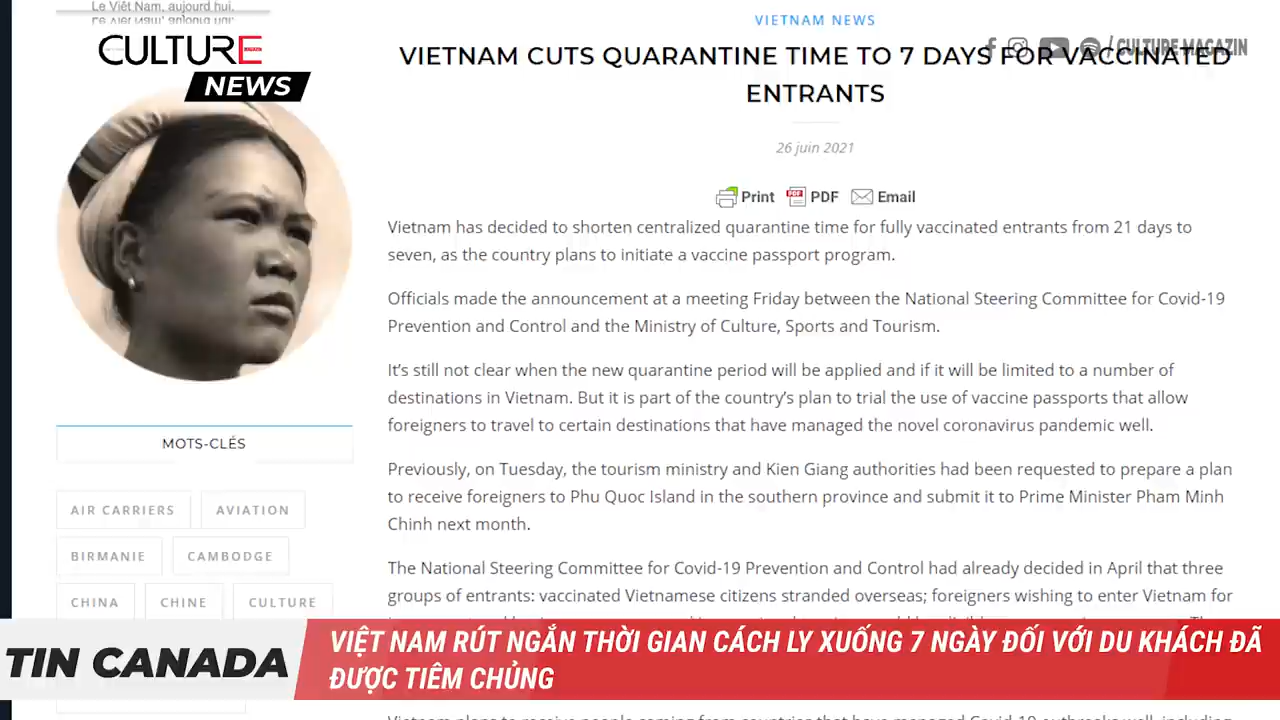 Le Việt Nam, aujourd'hui.
CULTURE
NEWS
VIETNAM NEWS
VIETNAM CUTS QUARANTINE TIME TO 7 DAYS FOR VACCINATED
ENTRANTS
/ CULTURE MAGAZIN
26 juin 2021
Print PDF Email
Vietnam has decided to shorten centralized quarantine time for fully vaccinated entrants from 21 days to
seven, as the country plans to initiate a vaccine passport program.
Officials made the announcement at a meeting Friday between the National Steering Committee for Covid-19
Prevention and Control and the Ministry of Culture, Sports and Tourism.
It's still not clear when the new quarantine period will be applied and if it will be limited to a number of
destinations in Vietnam. But it is part of the country's plan to trial the use of vaccine passports that allow
foreigners to travel to certain destinations that have managed the novel coronavirus pandemic well.
Previously, on Tuesday, the tourism ministry and Kien Giang authorities had been requested to prepare a plan
to receive foreigners to Phu Quoc Island in the southern province and submit it to Prime Minister Pham Minh
Chinh next month.
The National Steering Committee for Covid-19 Prevention and Control had already decided in April that three
groups of entrants: vaccinated Vietnamese citizens stranded overseas; foreigners wishing to enter Vietnam for
MOTS-CLÉS
AIR CARRIERS AVIATION
BIRMANIE CAMBODGE
CHINA CHINE CULTURE
TIN CANADA
VIỆT NAM RÚT NGẮN THỜI GIAN CÁCH LY XUỐNG 7 NGÀY ĐỐI VỚI DU KHÁCH ĐÃ
ĐƯỢC TIÊM CHỦNG